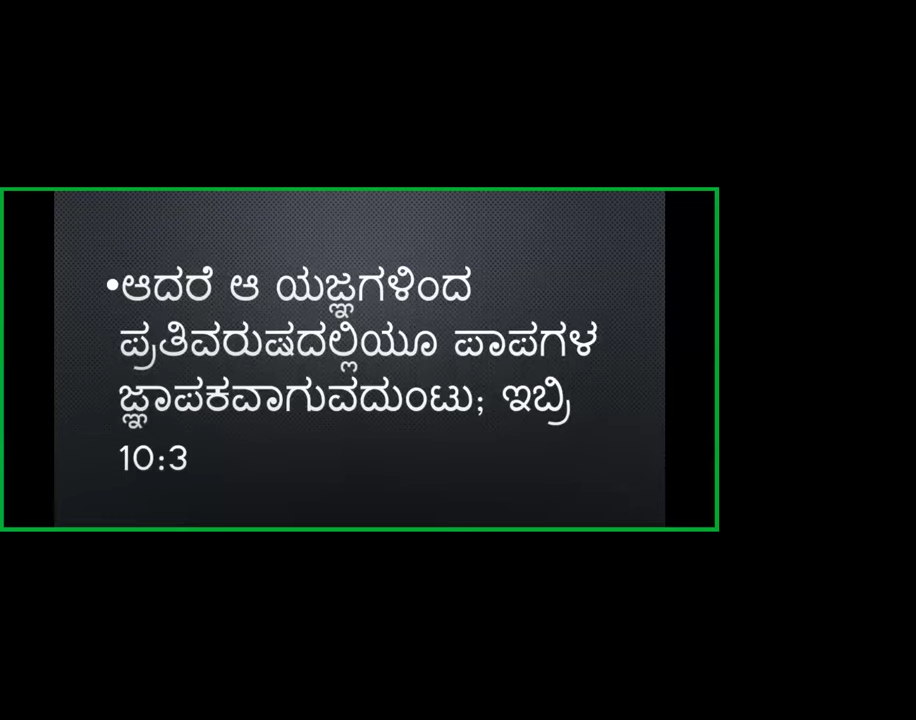 •ಆದರೆ ಆ ಯಜ್ಞಗಳಿಂದ
ಪ್ರತಿವರುಷದಲ್ಲಿಯೂ ಪಾಪಗಳ
ಜ್ಞಾಪಕವಾಗುವದುಂಟು; ಇಬ್ರಿ
10:3